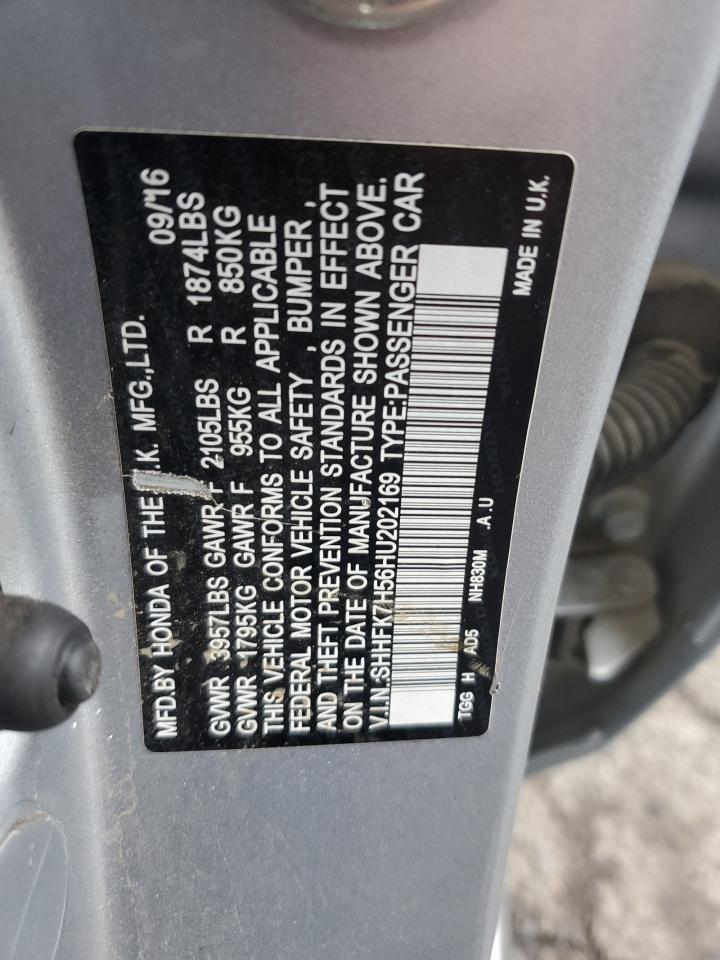 MFD.BY HONDA OF THE .K. MFG.,LTD. 09/16
GVWR 3957LBS GAWR F 2105LBS R 1874LBS
GVWR 1795KG GAWR F 955KG R 850KG
THIS VEHICLE CONFORMS TO ALL APPLICABLE
FEDERAL MOTOR VEHICLE SAFETY , BUMPER ,
AND THEFT PREVENTION STANDARDS IN EFFECT
ON THE DATE OF MANUFACTURE SHOWN ABOVE.
V.I.N.:SHHFK7H56HU202169 TYPE:PASSENGER CAR
TGG H AD5 NH830M .A.U
MADE IN U.K.